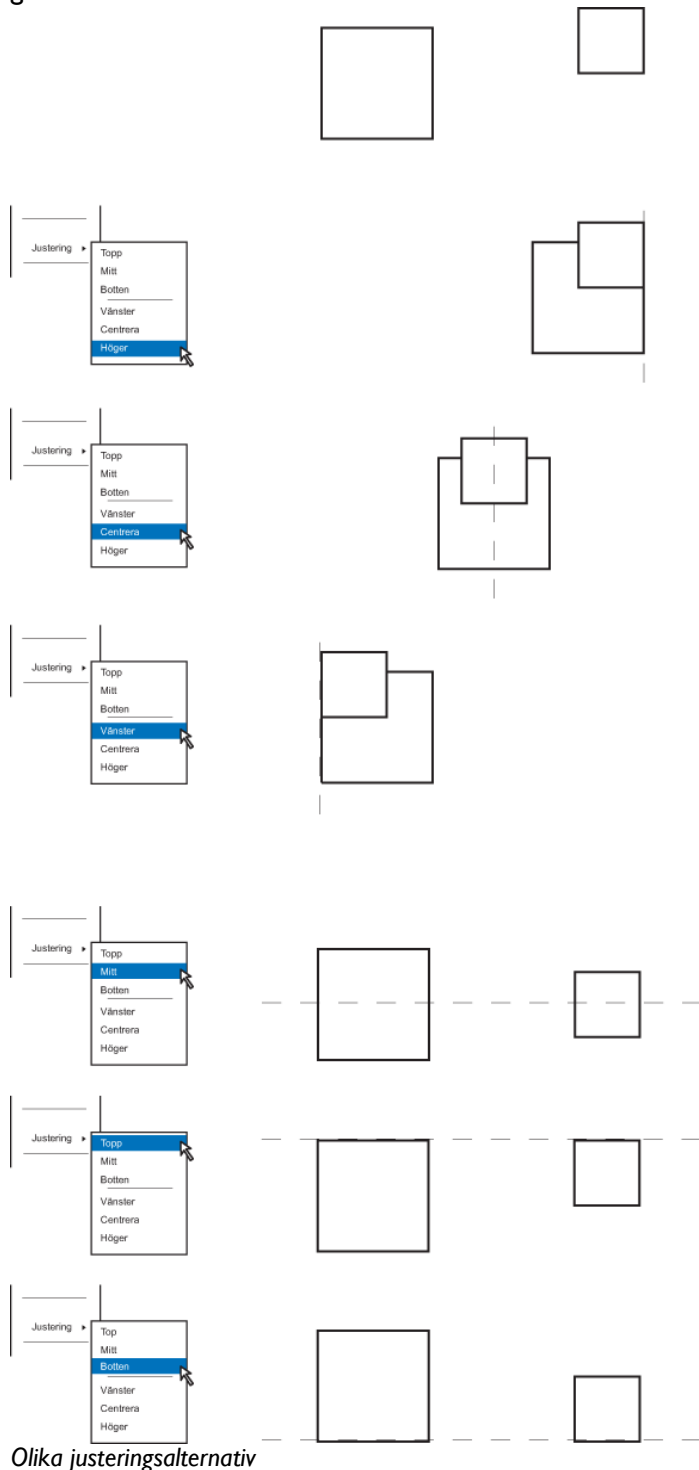 g
Justering
Topp
Mitt
Botten
Vänster
Centrera
Höger
Justering
Topp
Mitt
Botten
Vänster
Centrera
Höger
Justering
Topp
Mitt
Botten
Vänster
Centrera
Höger
Justering
Topp
Mitt
Botten
Vänster
Centrera
Höger
Justering
Topp
Mitt
Botten
Vänster
Centrera
Höger
Justering
Top
Mitt
Botten
Vänster
Centrera
Höger
Olika justeringsalternativ